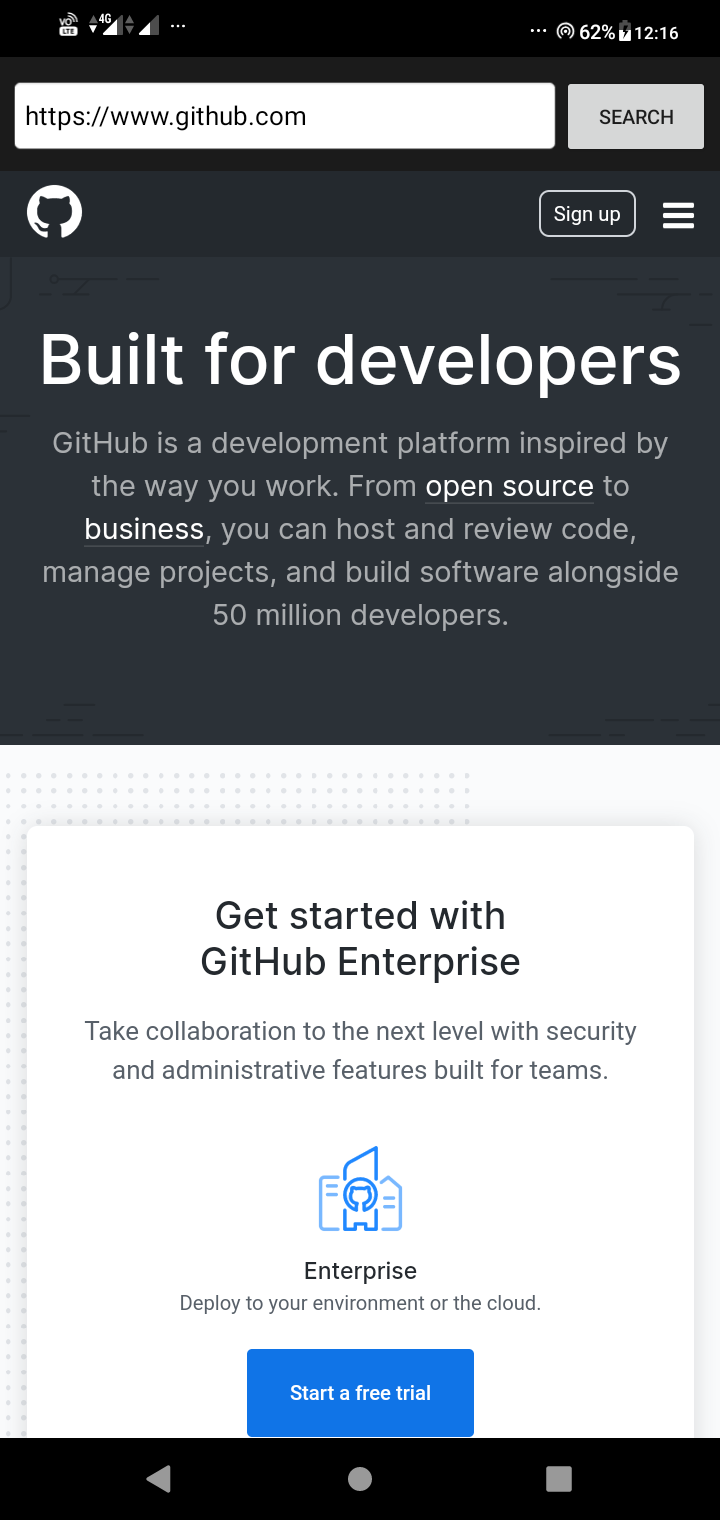 VO LTE 4G ... ... 62% 12:16
https://www.github.com SEARCH
Sign up
Built for developers
GitHub is a development platform inspired by
the way you work. From open source to
business, you can host and review code,
manage projects, and build software alongside
50 million developers.
Get started with
GitHub Enterprise
Take collaboration to the next level with security
and administrative features built for teams.
Enterprise
Deploy to your environment or the cloud.
Start a free trial